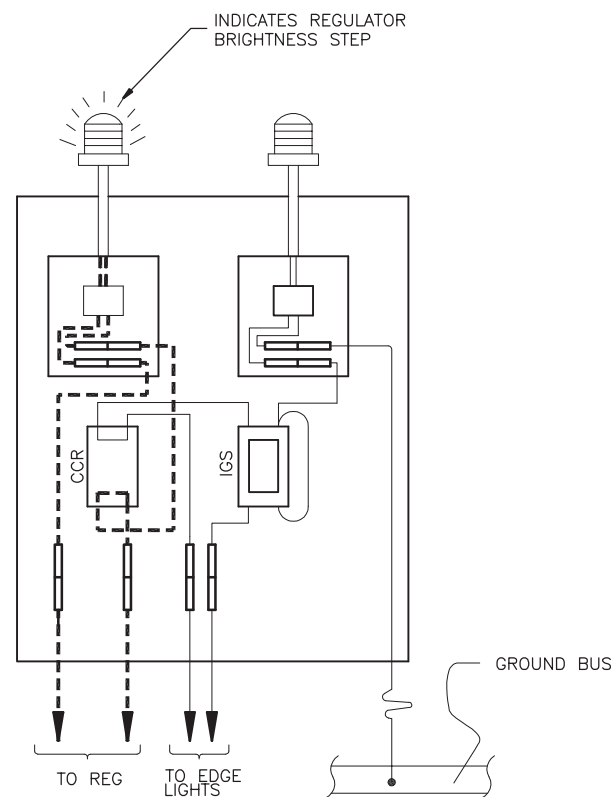 INDICATES REGULATOR
BRIGHTNESS STEP
CCR
IGS
GROUND BUS
TO REG
TO EDGE
LIGHTS